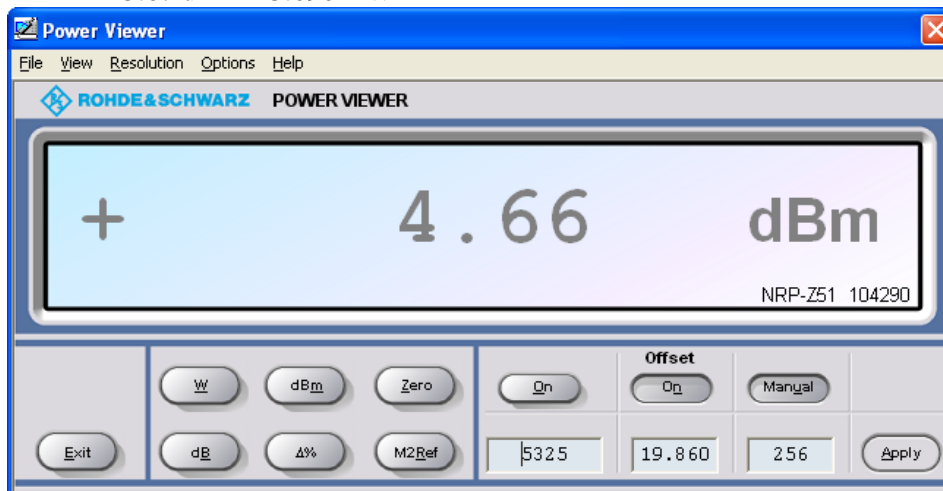 Power Viewer
File View Resolution Options Help
ROHDE&SCHWARZ POWER VIEWER
+ 4.66 dBm
NRP-Z51 104290
Offset
W dBm Zero On On Manual
Exit dB Δ% M2Ref 5325 19.860 256 Apply